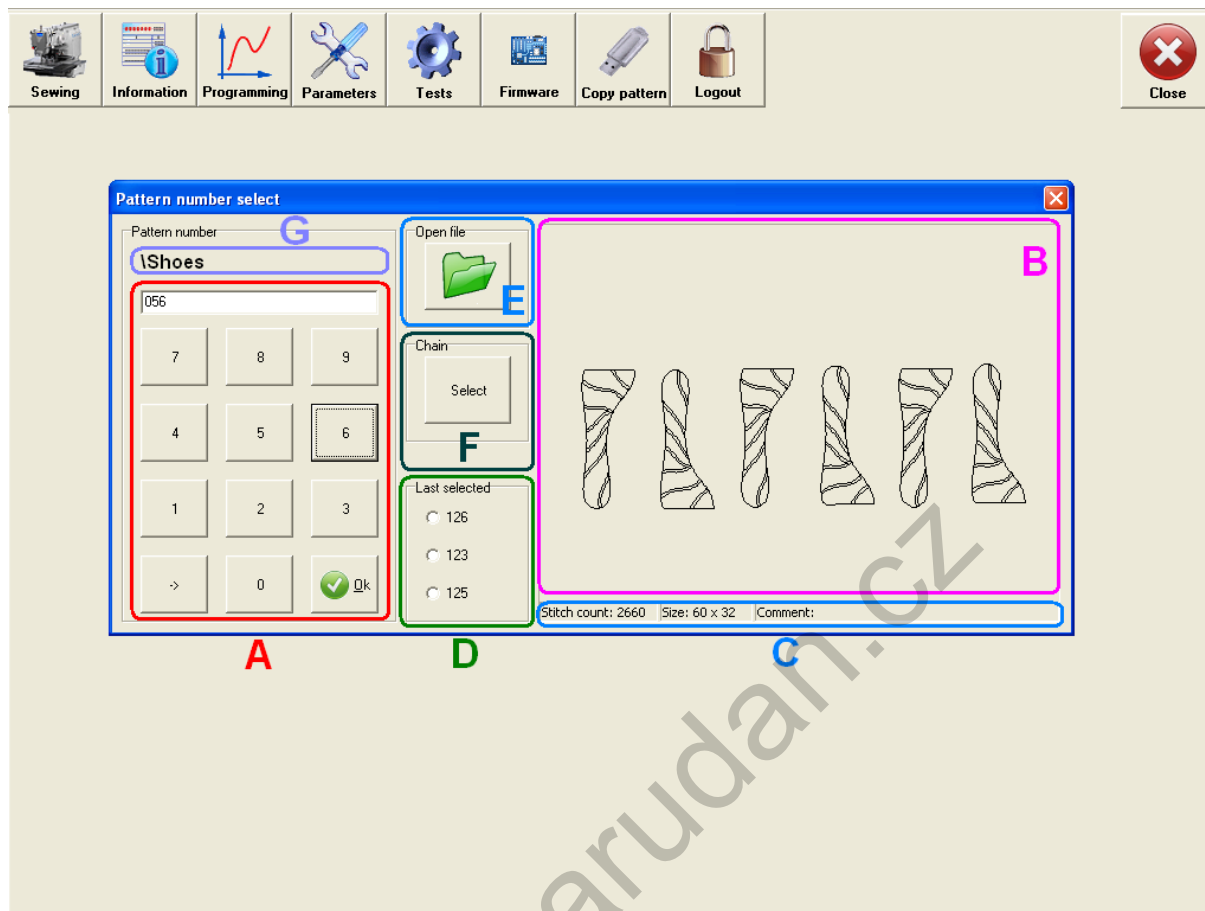 Sewing
Information
Programming
Parameters
Tests
Firmware
Copy pattern
Logout
Close
Pattern number select
Pattern number
G
\Shoes
056
7 8 9
4 5 6
1 2 3
-> 0 Ok
A
Open file
E
Chain
Select
F
Last selected
126
123
125
D
B
Stitch count: 2660 Size: 60 x 32 Comment:
C
arudan.cz